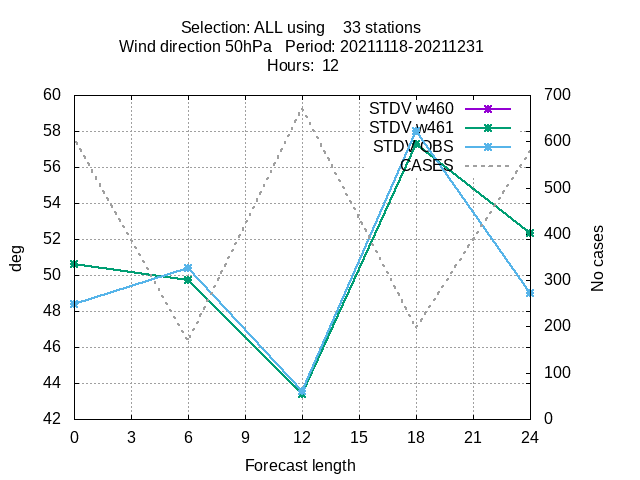 Selection: ALL using    33 stations
Wind direction 50hPa   Period: 20211118-20211231
Hours:  12
60
58
56
54
52
50
48
46
44
42
deg
STDV w460
STDV w461
STDV OBS
CASES
700
600
500
400
300
200
100
0
No cases
0 3 6 9 12 15 18 21 24
Forecast length